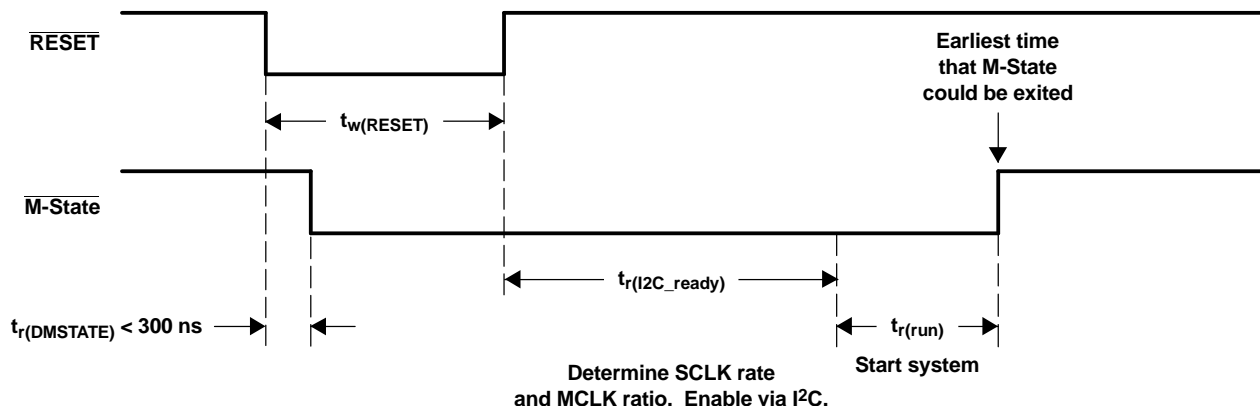 RESET
Earliest time
that M-State
could be exited
tw(RESET)
M-State
tr(I2C_ready)
tr(DMSTATE) < 300 ns
tr(run)
Start system
Determine SCLK rate
and MCLK ratio. Enable via I²C.